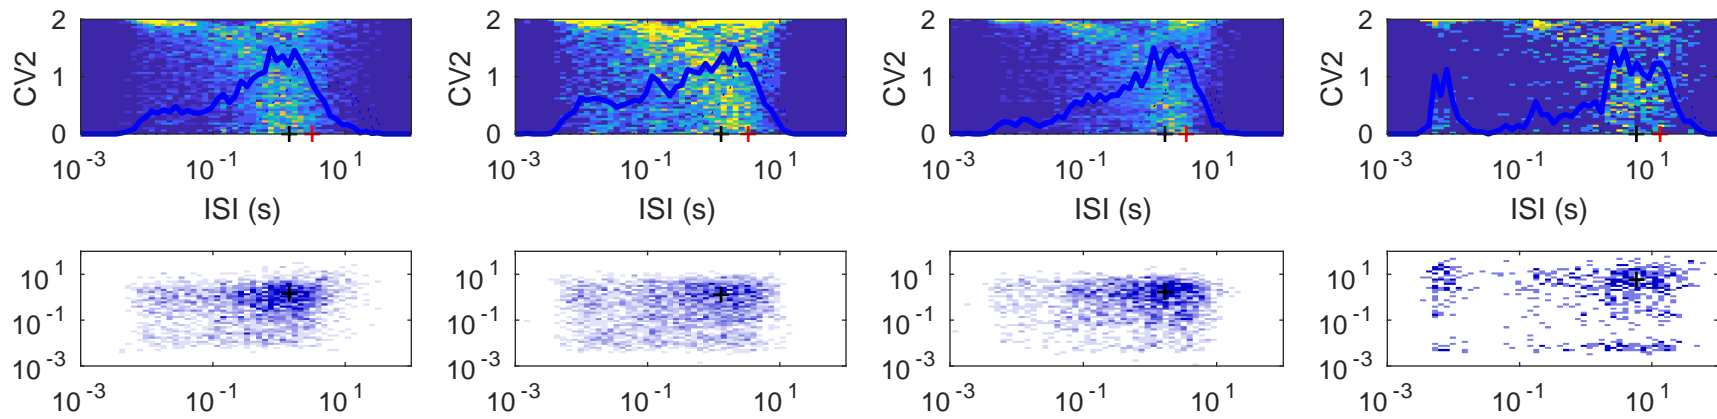 2 2 2 2
CV2 CV2 CV2 CV2
1 1 1 1
0 0 0 0
10^-3 10^-1 10^1 10^-3 10^-1 10^1 10^-3 10^-1 10^1 10^-3 10^-1 10^1
ISI (s) ISI (s) ISI (s) ISI (s)
10^1 10^1 10^1 10^1
10^-1 10^-1 10^-1 10^-1
10^-3 10^-3 10^-3 10^-3
10^-3 10^-1 10^1 10^-3 10^-1 10^1 10^-3 10^-1 10^1 10^-3 10^-1 10^1